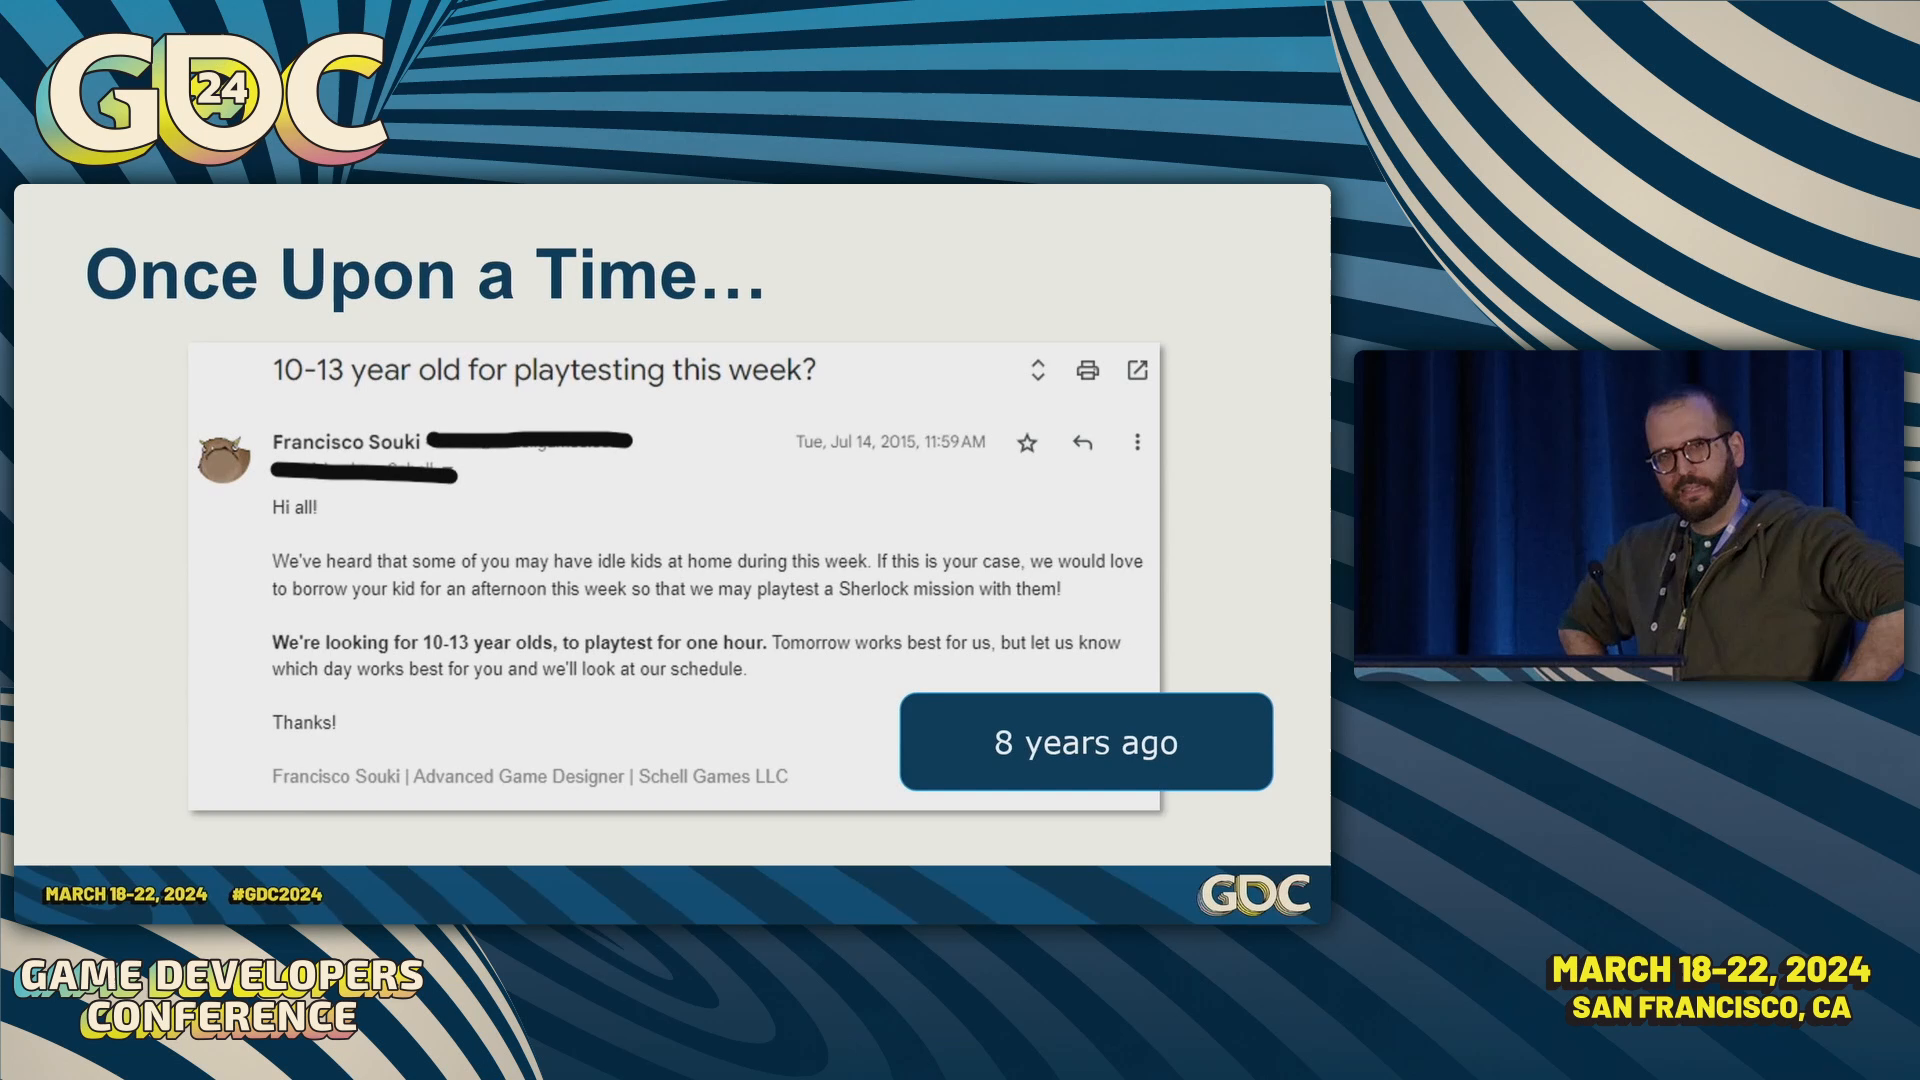 GDC
24
Once Upon a Time...
10-13 year old for playtesting this week?
Francisco Souki
Tue, Jul 14, 2015, 11:59 AM
Hi all!
We've heard that some of you may have idle kids at home during this week. If this is your case, we would love
to borrow your kid for an afternoon this week so that we may playtest a Sherlock mission with them!
We're looking for 10-13 year olds, to playtest for one hour. Tomorrow works best for us, but let us know
which day works best for you and we'll look at our schedule.
Thanks!
Francisco Souki | Advanced Game Designer | Schell Games LLC
8 years ago
MARCH 18-22, 2024 #GDC2024
GDC
GAME DEVELOPERS
CONFERENCE
MARCH 18-22, 2024
SAN FRANCISCO, CA